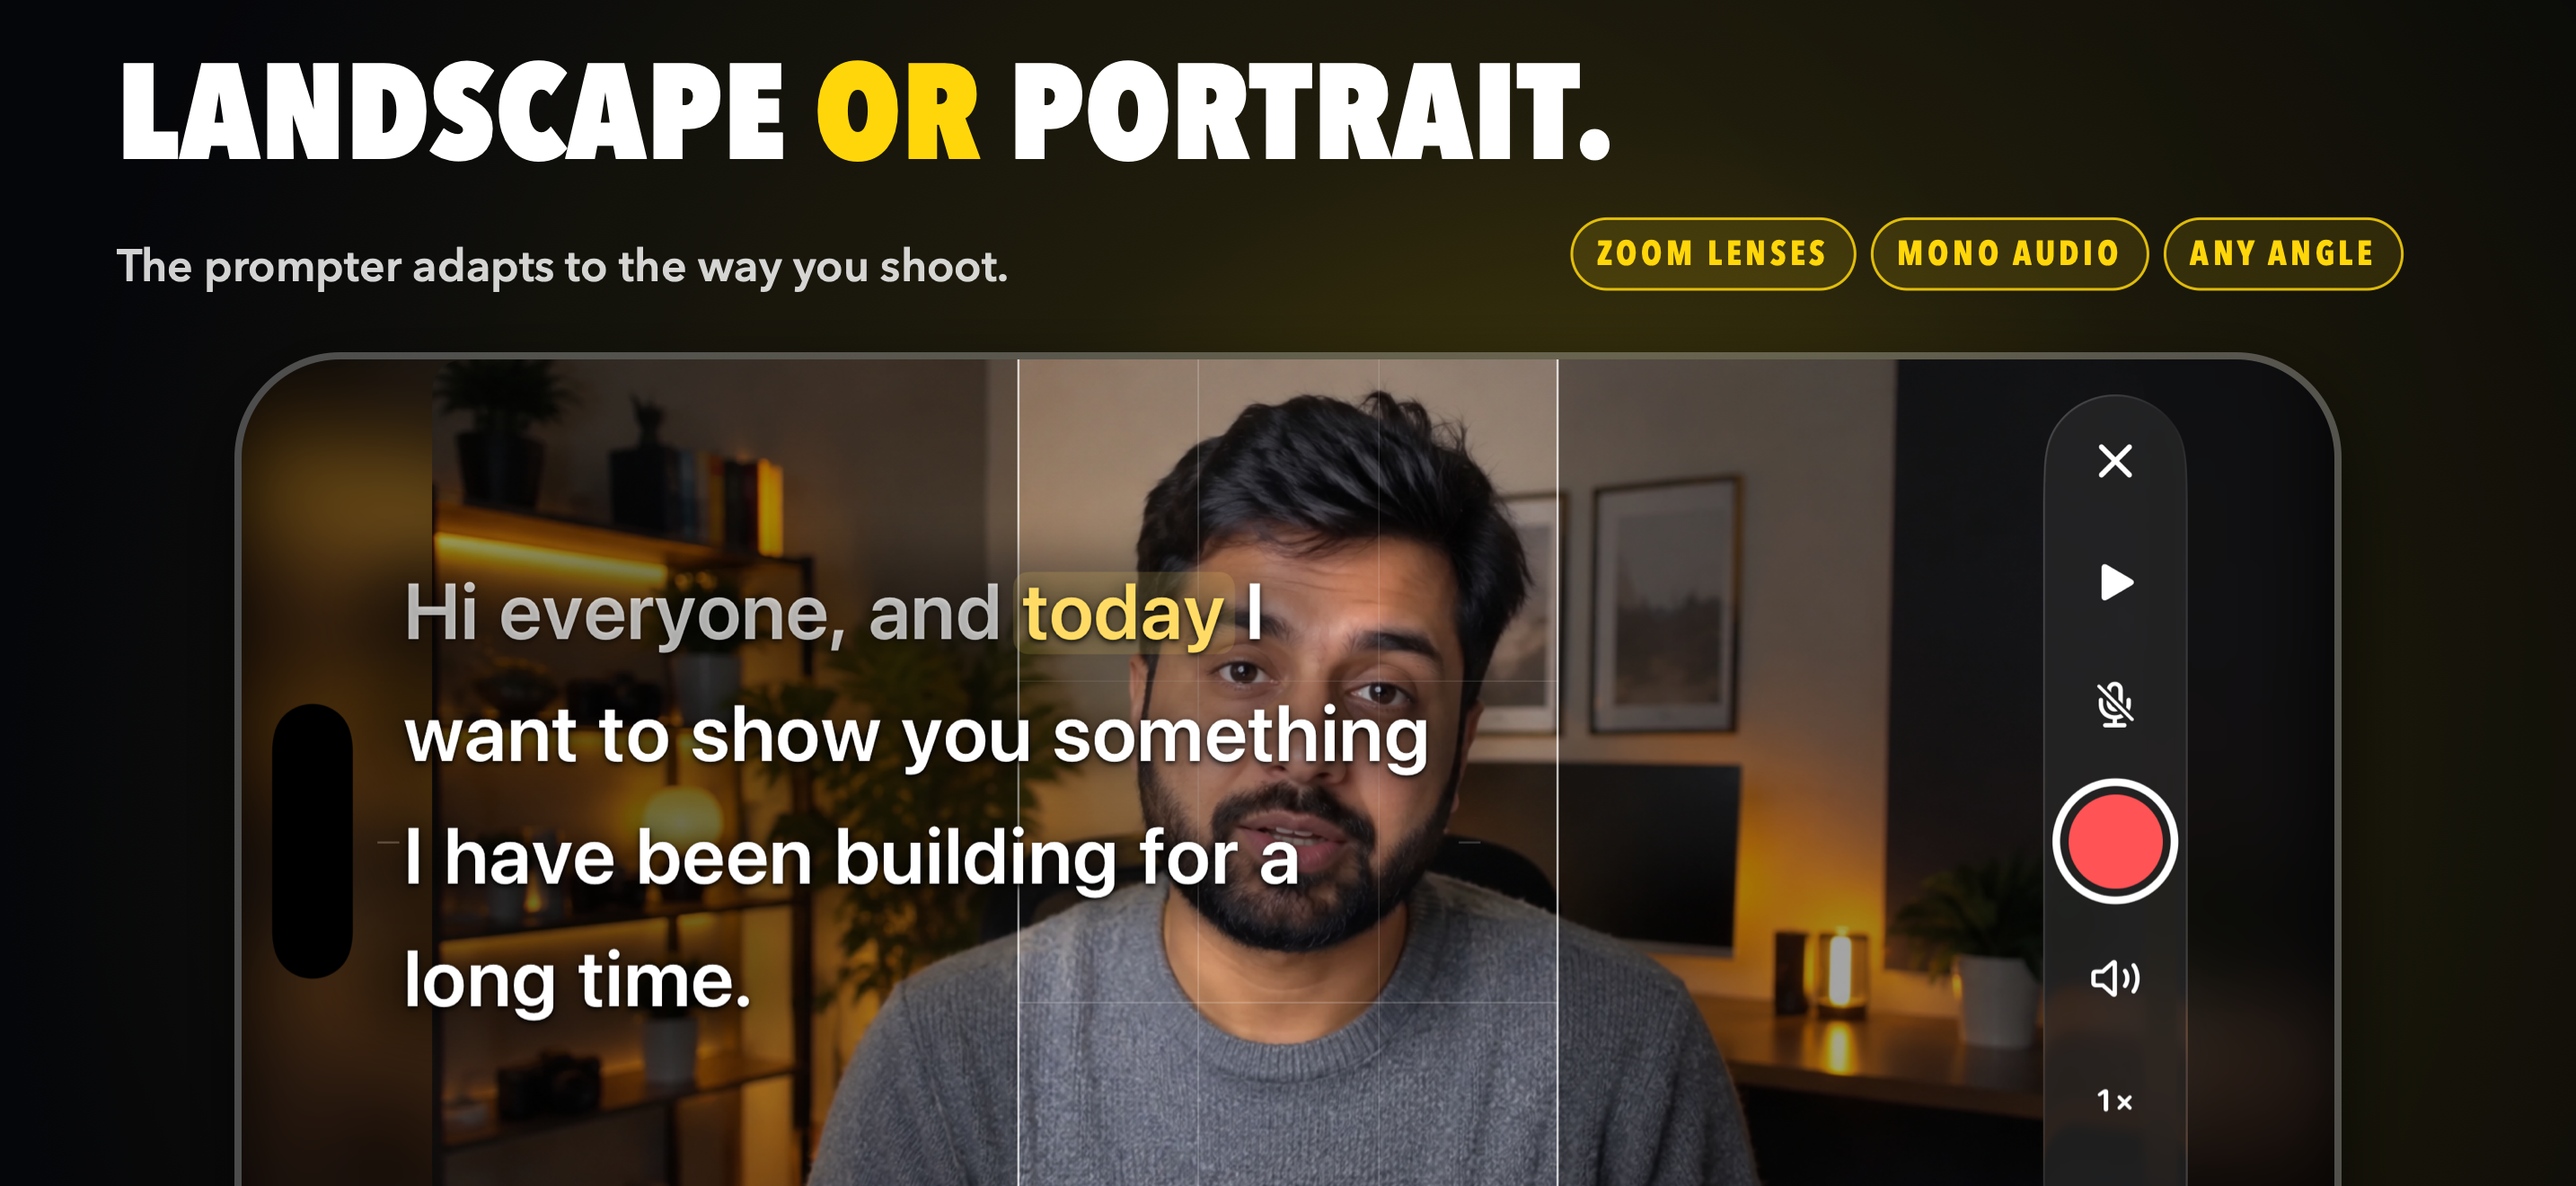 LANDSCAPE OR PORTRAIT.
The prompter adapts to the way you shoot.
ZOOM LENSES
MONO AUDIO
ANY ANGLE
Hi everyone, and today I
want to show you something
I have been building for a
long time.
1×